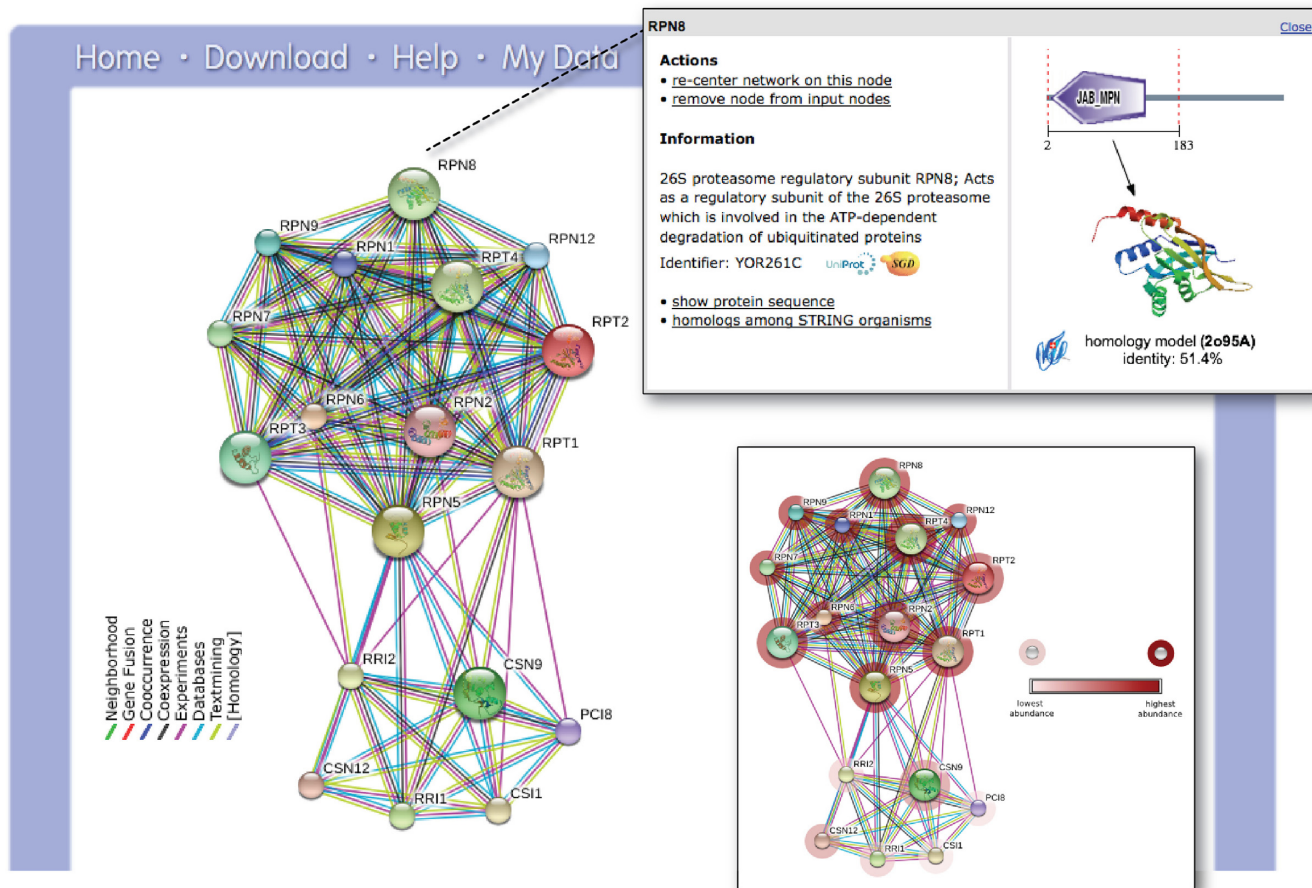 Home · Download · Help · My Data
RPN8
Close
Actions
• re-center network on this node
• remove node from input nodes
Information
26S proteasome regulatory subunit RPN8; Acts
as a regulatory subunit of the 26S proteasome
which is involved in the ATP-dependent
degradation of ubiquitinated proteins
Identifier: YOR261C UniProt SGD
• show protein sequence
• homologs among STRING organisms
JAB_MPN
2 183
homology model (2o95A)
identity: 51.4%
RPN8
RPN9
RPN1
RPN12
RPT4
RPN7
RPT2
RPN6
RPN2
RPT3
RPT1
RPN5
RRI2
CSN9
PCI8
CSN12
RRI1
CSI1
Neighborhood
Gene Fusion
Cooccurrence
Coexpression
Experiments
Databases
Textmining
[Homology]
RPN8
RPN9
RPN1
RPN12
RPT4
RPN7
RPT2
RPN6
RPN2
RPT3
RPT1
RPN5
RRI2
CSN9
PCI8
CSN12
RRI1
CSI1
lowest
abundance
highest
abundance